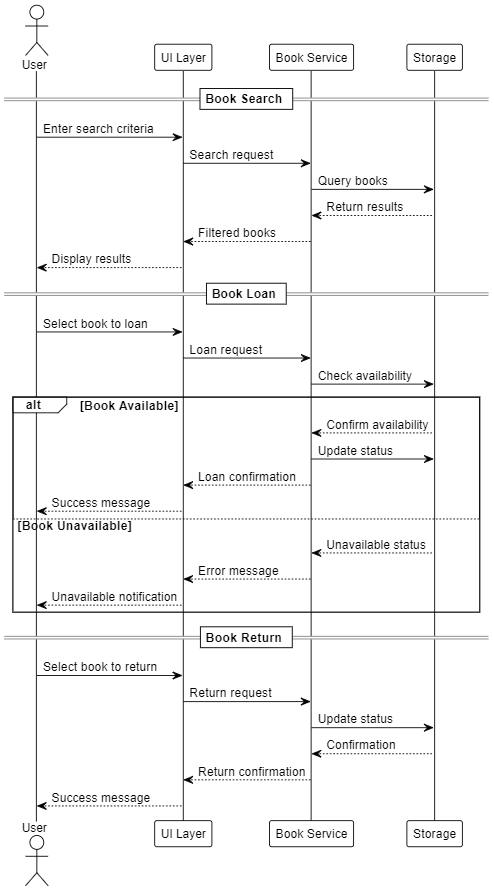 User
UI Layer
Book Service
Storage
Book Search
Enter search criteria
Search request
Query books
Return results
Filtered books
Display results
Book Loan
Select book to loan
Loan request
Check availability
alt
[Book Available]
Confirm availability
Update status
Loan confirmation
Success message
[Book Unavailable]
Unavailable status
Error message
Unavailable notification
Book Return
Select book to return
Return request
Update status
Confirmation
Return confirmation
Success message
User
UI Layer
Book Service
Storage